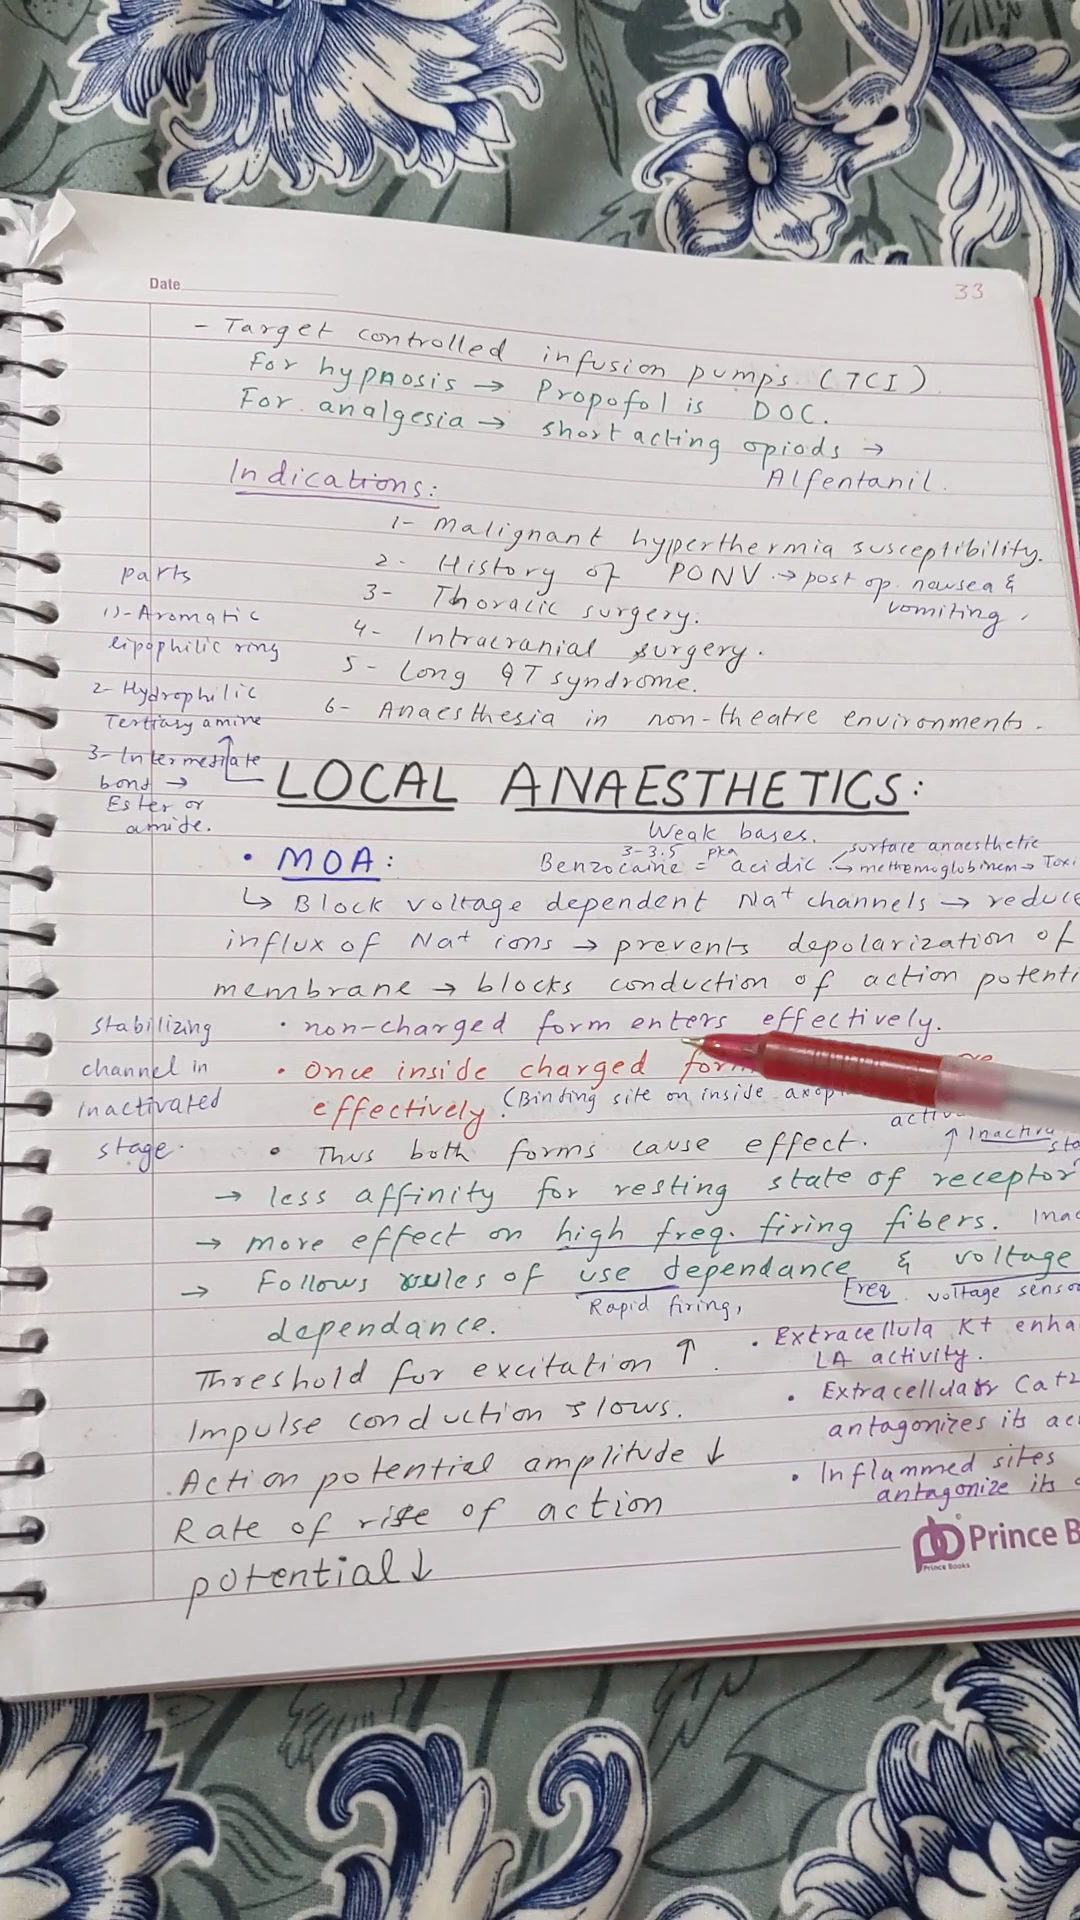 Date
33
- Target controlled infusion pumps (TCI)
For hypnosis → Propofol is DOC.
For analgesia → short acting opiods →
Alfentanil.
Indications:
1- Malignant hyperthermia susceptibility.
2- History of PONV → post op. nausea &
vomiting.
3- Thoracic surgery.
4- Intracranial surgery.
5- Long QT syndrome.
6- Anaesthesia in non-theatre environments.
parts
1)- Aromatic
lipophilic ring
2- Hydrophilic
Tertiary amine
3- Intermediate
bond →
Ester or
amide.
LOCAL ANAESTHETICS:
Weak bases.
• MOA:
3-3.5 pka
Benzocaine = acidic
surface anaesthetic
methemoglobinem → Toxi
↳ Block voltage dependent Na+ channels → reduce
influx of Na+ ions → prevents depolarization of
membrane → blocks conduction of action potenti
• non-charged form enters effectively.
• Once inside charged for
effectively. (Binding site on inside axop
activ
stabilizing
channel in
inactivated
stage.
• Thus both forms cause effect.
↑ Inactiv
sta
→ less affinity for resting state of receptor
→ more effect on high freq. firing fibers.
Inac
→ Follows rules of use dependance & voltage
Rapid firing,
Freq. voltage senso
dependance.
Threshold for excitation ↑.
Impulse conduction slows.
Action potential amplitude ↓
Rate of rise of action
potential ↓
• Extracellula K+ enha
LA activity.
• Extracellular Ca+2
antagonizes its ac
• Inflammed sites
antagonize its
Prince B
Prince Books